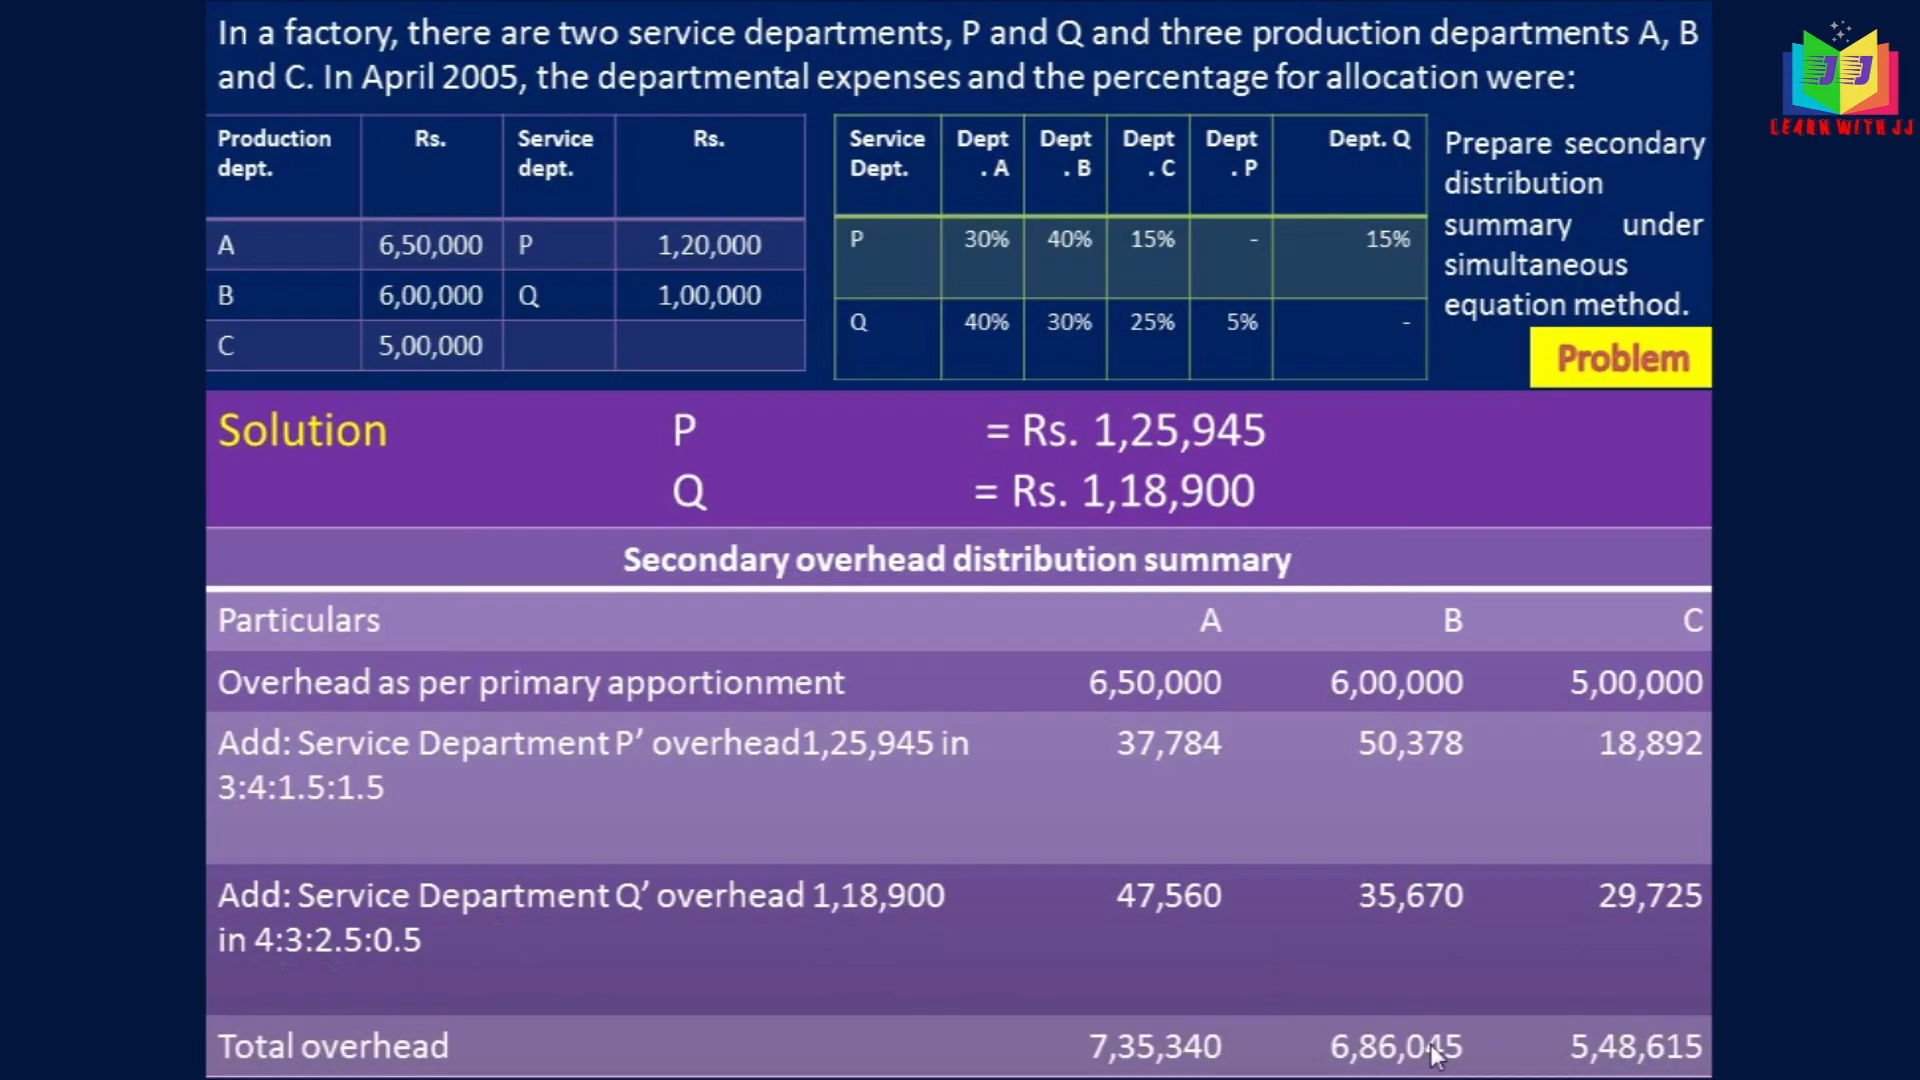 In a factory, there are two service departments, P and Q and three production departments A, B
and C. In April 2005, the departmental expenses and the percentage for allocation were:
Production dept. Rs. Service dept. Rs.
A 6,50,000 P 1,20,000
B 6,00,000 Q 1,00,000
C 5,00,000
Service Dept. Dept . A Dept . B Dept . C Dept . P Dept. Q
P 30% 40% 15% - 15%
Q 40% 30% 25% 5% -
Prepare secondary
distribution
summary under
simultaneous
equation method.
Problem
JJ
LEARN WITH JJ
Solution P = Rs. 1,25,945
Q = Rs. 1,18,900
Secondary overhead distribution summary
Particulars A B C
Overhead as per primary apportionment 6,50,000 6,00,000 5,00,000
Add: Service Department P’ overhead1,25,945 in 37,784 50,378 18,892
3:4:1.5:1.5
Add: Service Department Q’ overhead 1,18,900 47,560 35,670 29,725
in 4:3:2.5:0.5
Total overhead 7,35,340 6,86,045 5,48,615